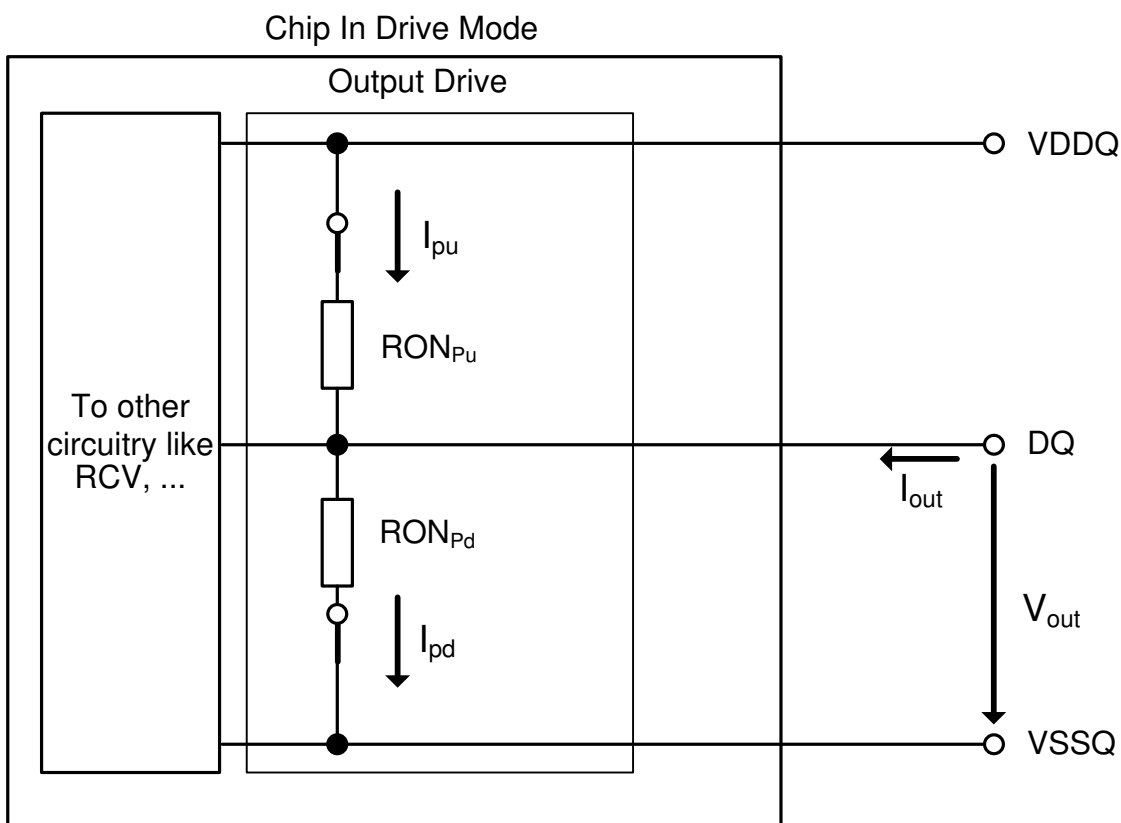 Chip In Drive Mode
Output Drive
VDDQ
Ipu
RONPu
To other
circuitry like
RCV, ...
DQ
Iout
RONPd
Ipd
Vout
VSSQ